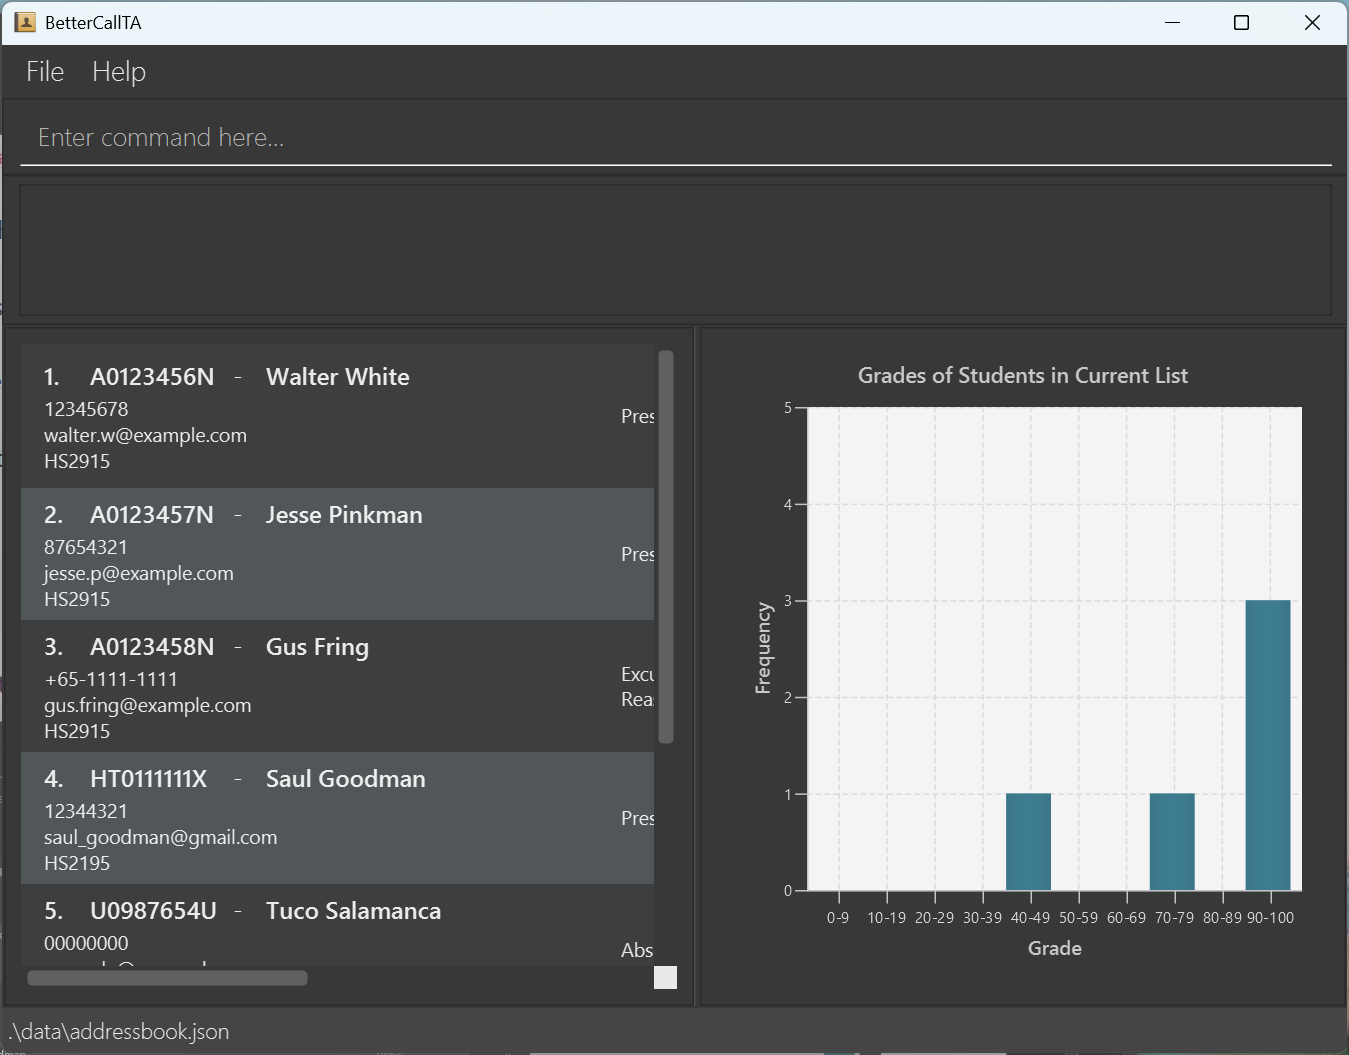 BetterCallTA
File Help
Enter command here...
1. A0123456N - Walter White
12345678
Pres
walter.w@example.com
HS2915
2. A0123457N - Jesse Pinkman
87654321
Pres
jesse.p@example.com
HS2915
3. A0123458N - Gus Fring
+65-1111-1111
Excu
gus.fring@example.com
Reas
HS2915
4. HT0111111X - Saul Goodman
12344321
Pres
saul_goodman@gmail.com
HS2195
5. U0987654U - Tuco Salamanca
00000000
Abs
Grades of Students in Current List
5
4
3
2
1
0
Frequency
0-9 10-19 20-29 30-39 40-49 50-59 60-69 70-79 80-89 90-100
Grade
.\data\addressbook.json